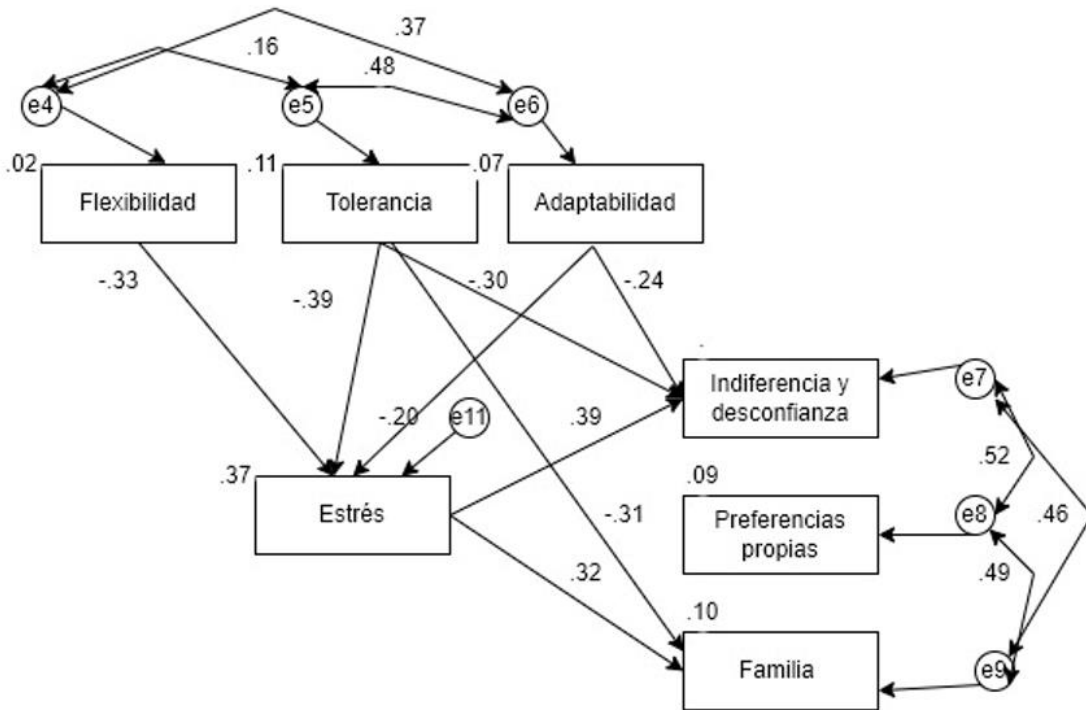 .37
.16
.48
e4
e5
e6
.02
.11
.07
Flexibilidad
Tolerancia
Adaptabilidad
-.33
-.39
-.30
-.24
Indiferencia y
desconfianza
e7
-.20
e11
.39
.52
.37
.09
Estrés
-.31
Preferencias
propias
e8
.46
.49
.32
.10
Familia
e9